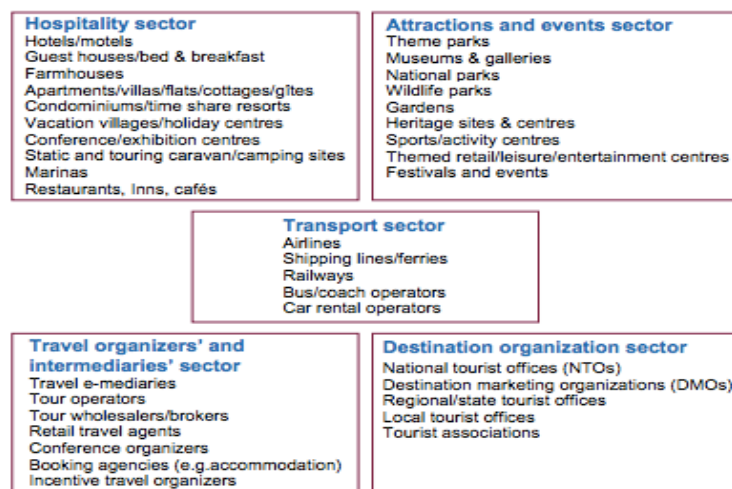 Hospitality sector
Hotels/motels
Guest houses/bed & breakfast
Farmhouses
Apartments/villas/flats/cottages/gîtes
Condominiums/time share resorts
Vacation villages/holiday centres
Conference/exhibition centres
Static and touring caravan/camping sites
Marinas
Restaurants, Inns, cafés
Attractions and events sector
Theme parks
Museums & galleries
National parks
Wildlife parks
Gardens
Heritage sites & centres
Sports/activity centres
Themed retail/leisure/entertainment centres
Festivals and events
Transport sector
Airlines
Shipping lines/ferries
Railways
Bus/coach operators
Car rental operators
Travel organizers' and
intermediaries' sector
Travel e-mediaries
Tour operators
Tour wholesalers/brokers
Retail travel agents
Conference organizers
Booking agencies (e.g.accommodation)
Incentive travel organizers
Destination organization sector
National tourist offices (NTOs)
Destination marketing organizations (DMOs)
Regional/state tourist offices
Local tourist offices
Tourist associations